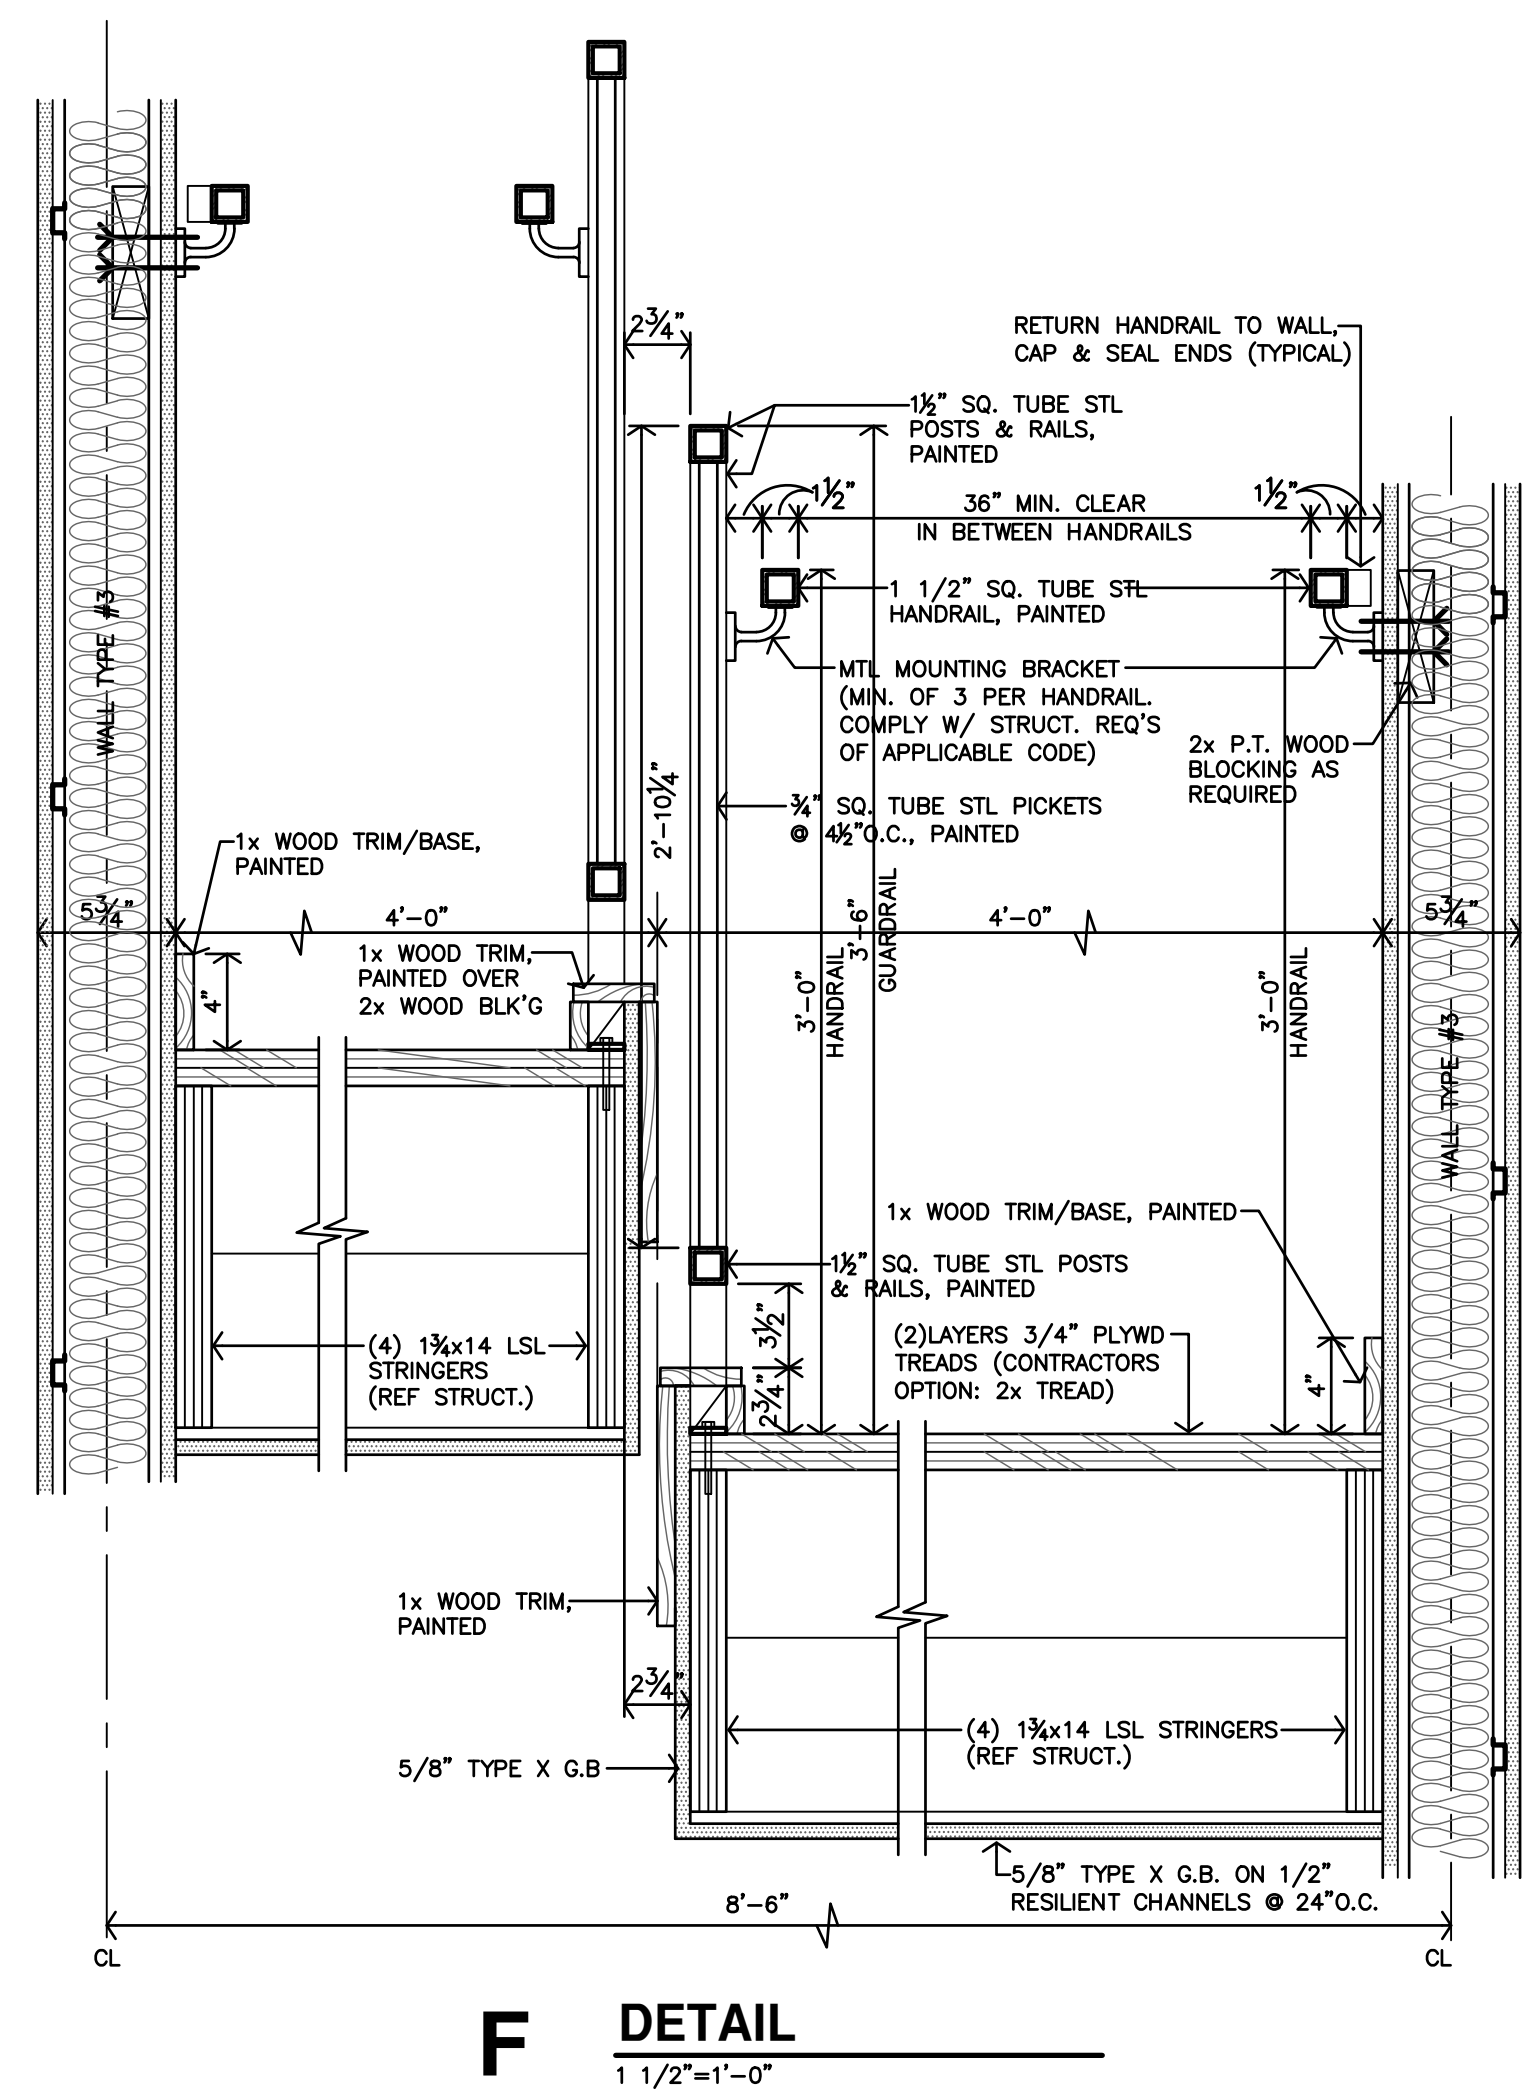 2¾"
RETURN HANDRAIL TO WALL,
CAP & SEAL ENDS (TYPICAL)
1½" SQ. TUBE STL
POSTS & RAILS,
PAINTED
1½"
36" MIN. CLEAR
IN BETWEEN HANDRAILS
1½"
1 1/2" SQ. TUBE STL
HANDRAIL, PAINTED
MTL MOUNTING BRACKET
(MIN. OF 3 PER HANDRAIL.
COMPLY W/ STRUCT. REQ'S
OF APPLICABLE CODE)
2x P.T. WOOD
BLOCKING AS
REQUIRED
WALL TYPE #3
2'-10¼"
¾" SQ. TUBE STL PICKETS
@ 4½"O.C., PAINTED
1x WOOD TRIM/BASE,
PAINTED
5¾"
4'-0"
4'-0"
5¾"
3'-6"
GUARDRAIL
3'-0"
HANDRAIL
3'-0"
HANDRAIL
1x WOOD TRIM,
PAINTED OVER
2x WOOD BLK'G
4"
WALL TYPE #3
1x WOOD TRIM/BASE, PAINTED
1½" SQ. TUBE STL POSTS
& RAILS, PAINTED
3½"
2¾"
(2)LAYERS 3/4" PLYWD
TREADS (CONTRACTORS
OPTION: 2x TREAD)
4"
(4) 1¾x14 LSL
STRINGERS
(REF STRUCT.)
1x WOOD TRIM,
PAINTED
2¾"
(4) 1¾x14 LSL STRINGERS
(REF STRUCT.)
5/8" TYPE X G.B
5/8" TYPE X G.B. ON 1/2"
RESILIENT CHANNELS @ 24"O.C.
8'-6"
CL
CL
F
DETAIL
1 1/2"=1'-0"